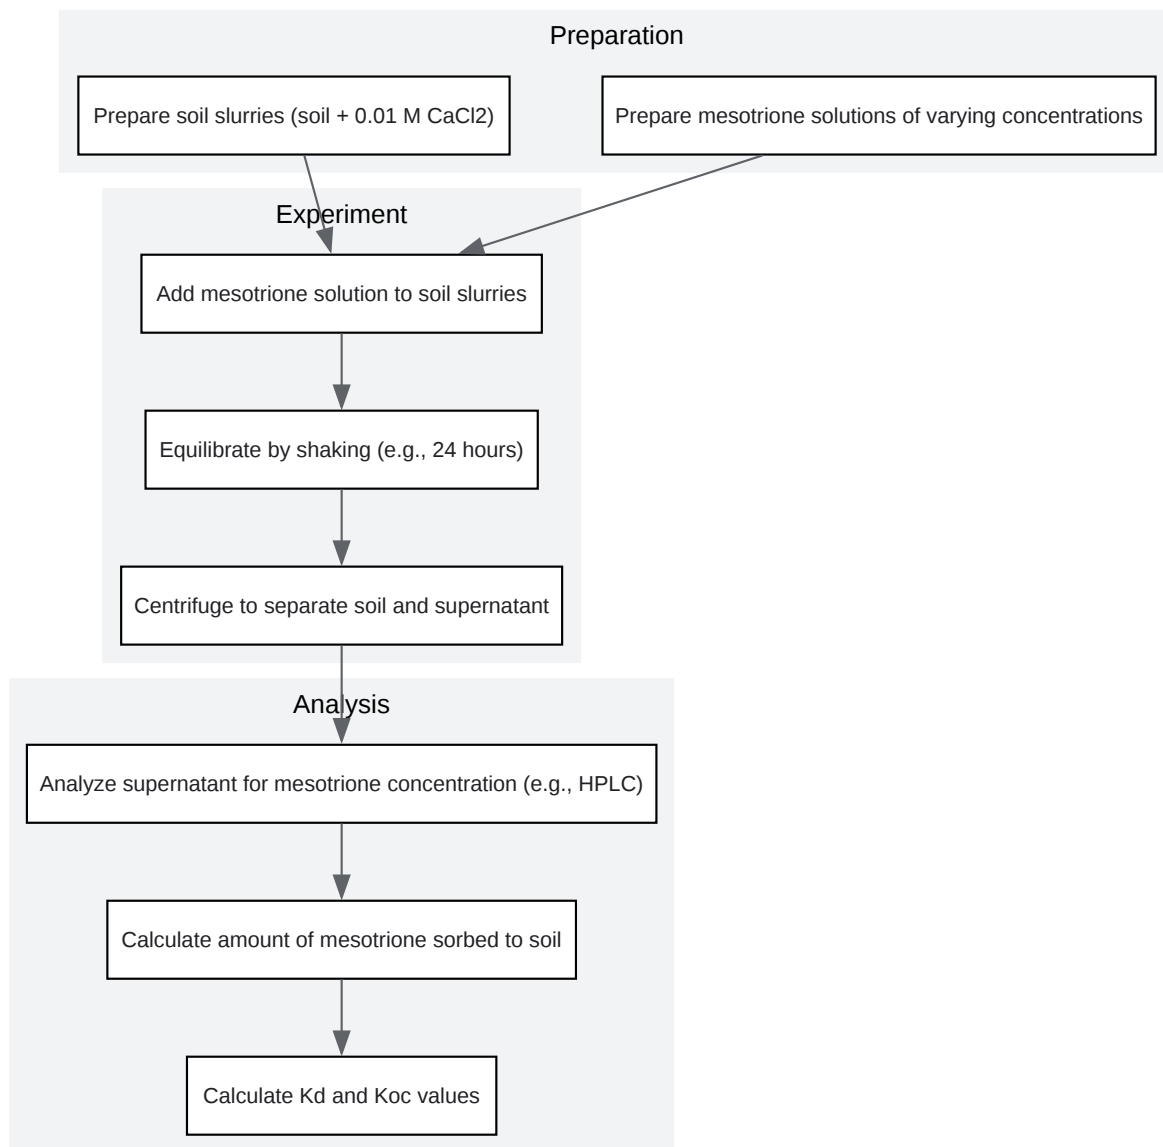 Preparation
Prepare soil slurries (soil + 0.01 M CaCl2)
Prepare mesotrione solutions of varying concentrations
Experiment
Add mesotrione solution to soil slurries
Equilibrate by shaking (e.g., 24 hours)
Centrifuge to separate soil and supernatant
Analysis
Analyze supernatant for mesotrione concentration (e.g., HPLC)
Calculate amount of mesotrione sorbed to soil
Calculate Kd and Koc values